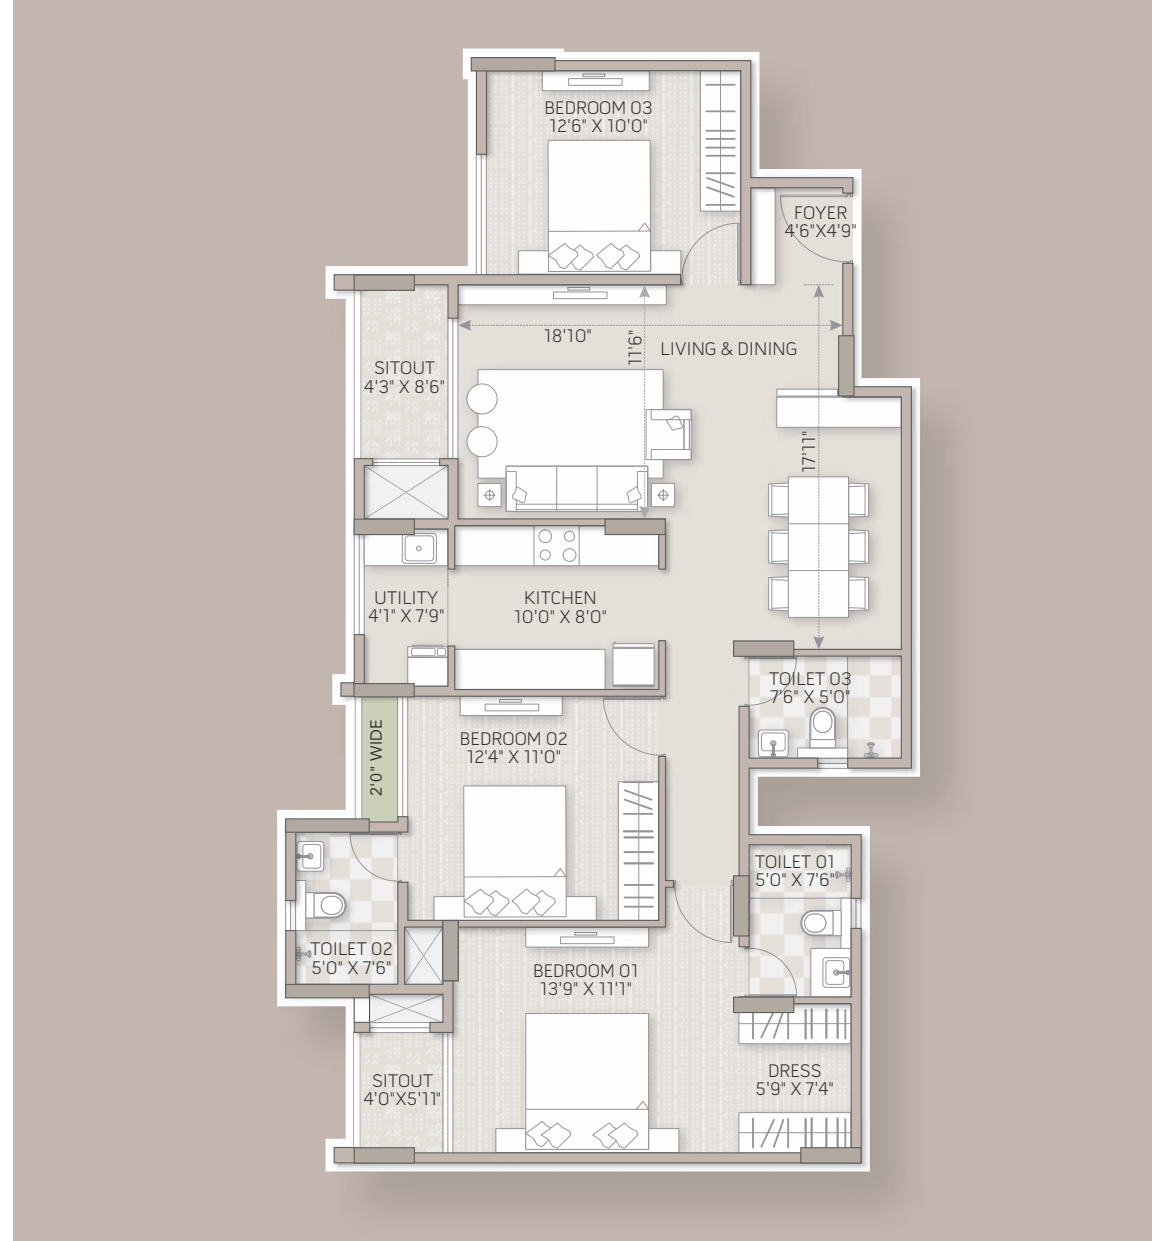 BEDROOM 03
12'6" X 10'0"
FOYER
4'6"X4'9"
18'10"
11'6"
LIVING & DINING
SITOUT
4'3" X 8'6"
17'11"
UTILITY
4'1" X 7'9"
KITCHEN
10'0" X 8'0"
TOILET 03
7'6" X 5'0"
BEDROOM 02
12'4" X 11'0"
2'0" WIDE
TOILET 01
5'0" X 7'6"
TOILET 02
5'0" X 7'6"
BEDROOM 01
13'9" X 11'1"
SITOUT
4'0"X5'11"
DRESS
5'9" X 7'4"